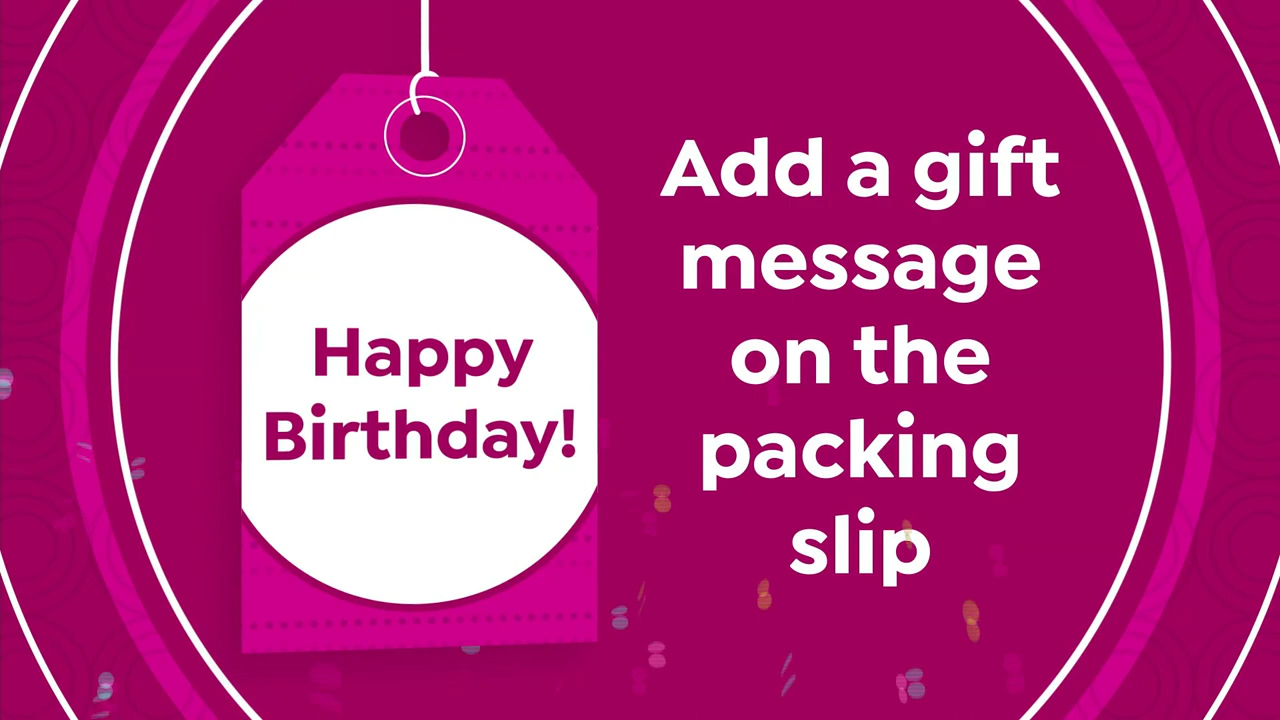 Happy
Birthday!
Add a gift
message
on the
packing
slip